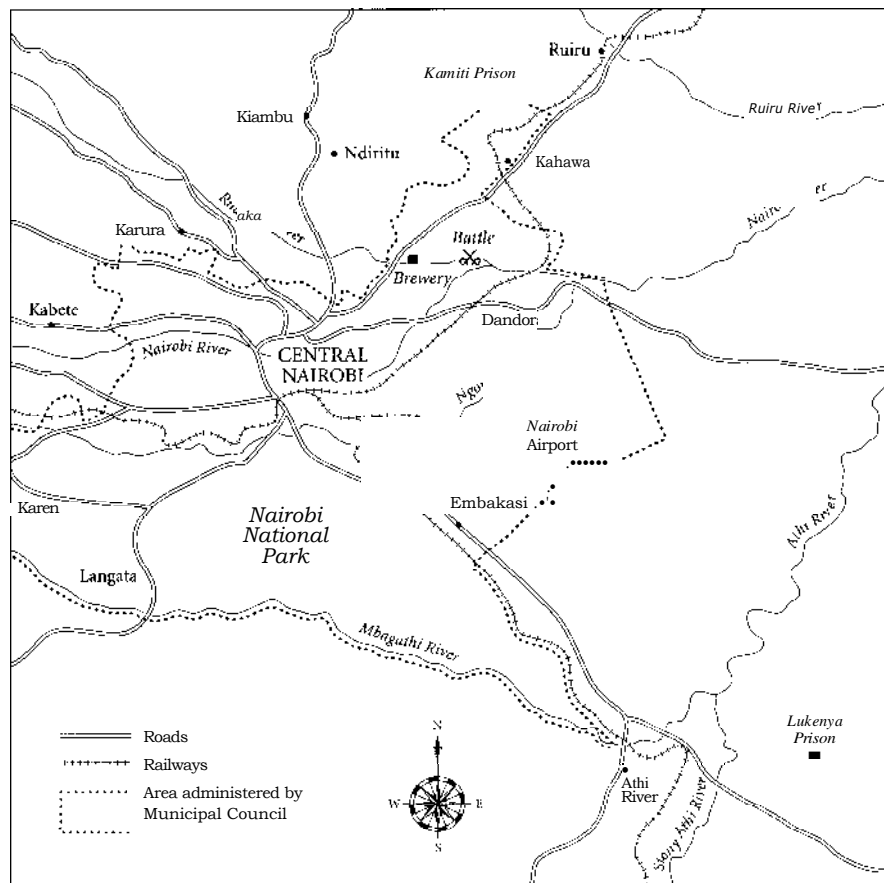 Ruiru
Kamiti Prison
Ruiru River
Kiambu
Ndiritu
Kahawa
Karura
Battle
Brewery
Kabete
Dandora
Nairobi River
CENTRAL
NAIROBI
Nairobi
Airport
Embakasi
Karen
Nairobi
National
Park
Athi River
Langata
Mbagathi River
N
W
E
S
Lukenya
Prison
Athi
River
Stony Athi River
Roads
Railways
Area administered by
Municipal Council